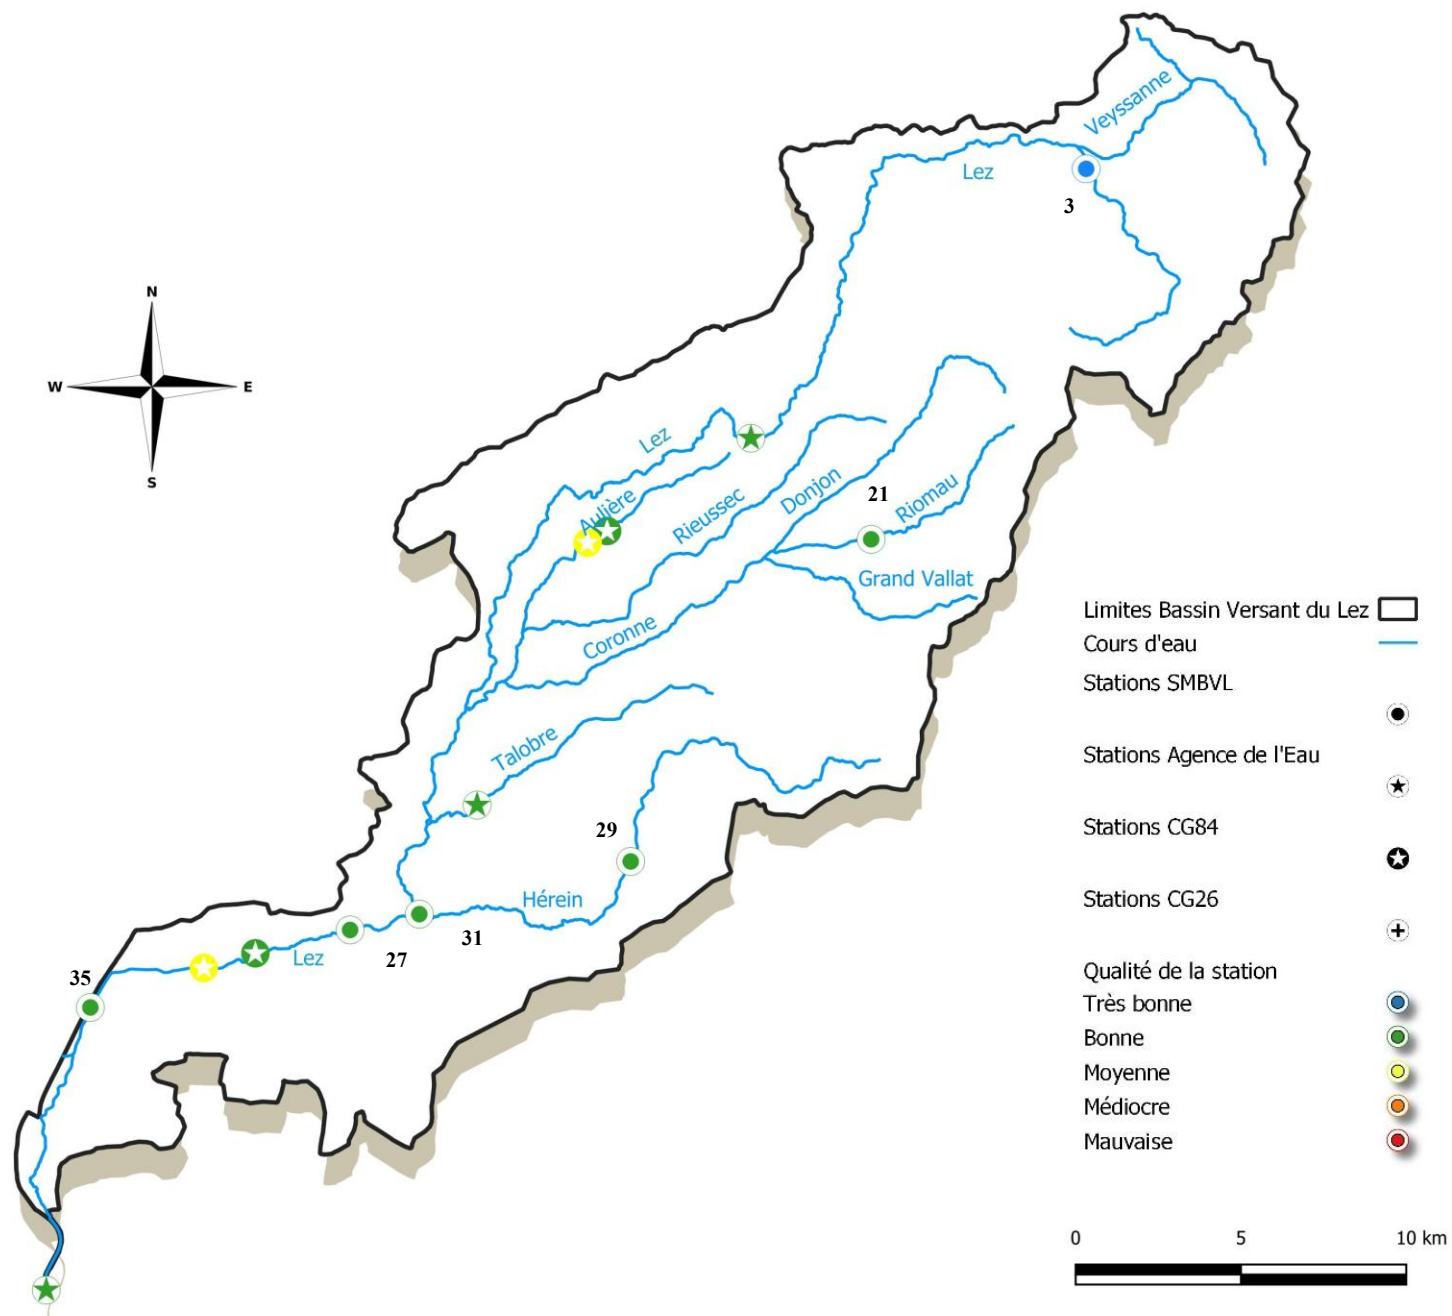 Veyssanne
Lez
3
N
W
E
S
Lez
Aulière
Rieussec
Donjon
21
Riomau
Grand Vallat
Coronne
Talobre
29
Hérein
31
27
Lez
35
Limites Bassin Versant du Lez
Cours d'eau
Stations SMBVL
Stations Agence de l'Eau
Stations CG84
Stations CG26
Qualité de la station
Très bonne
Bonne
Moyenne
Médiocre
Mauvaise
0 5 10 km